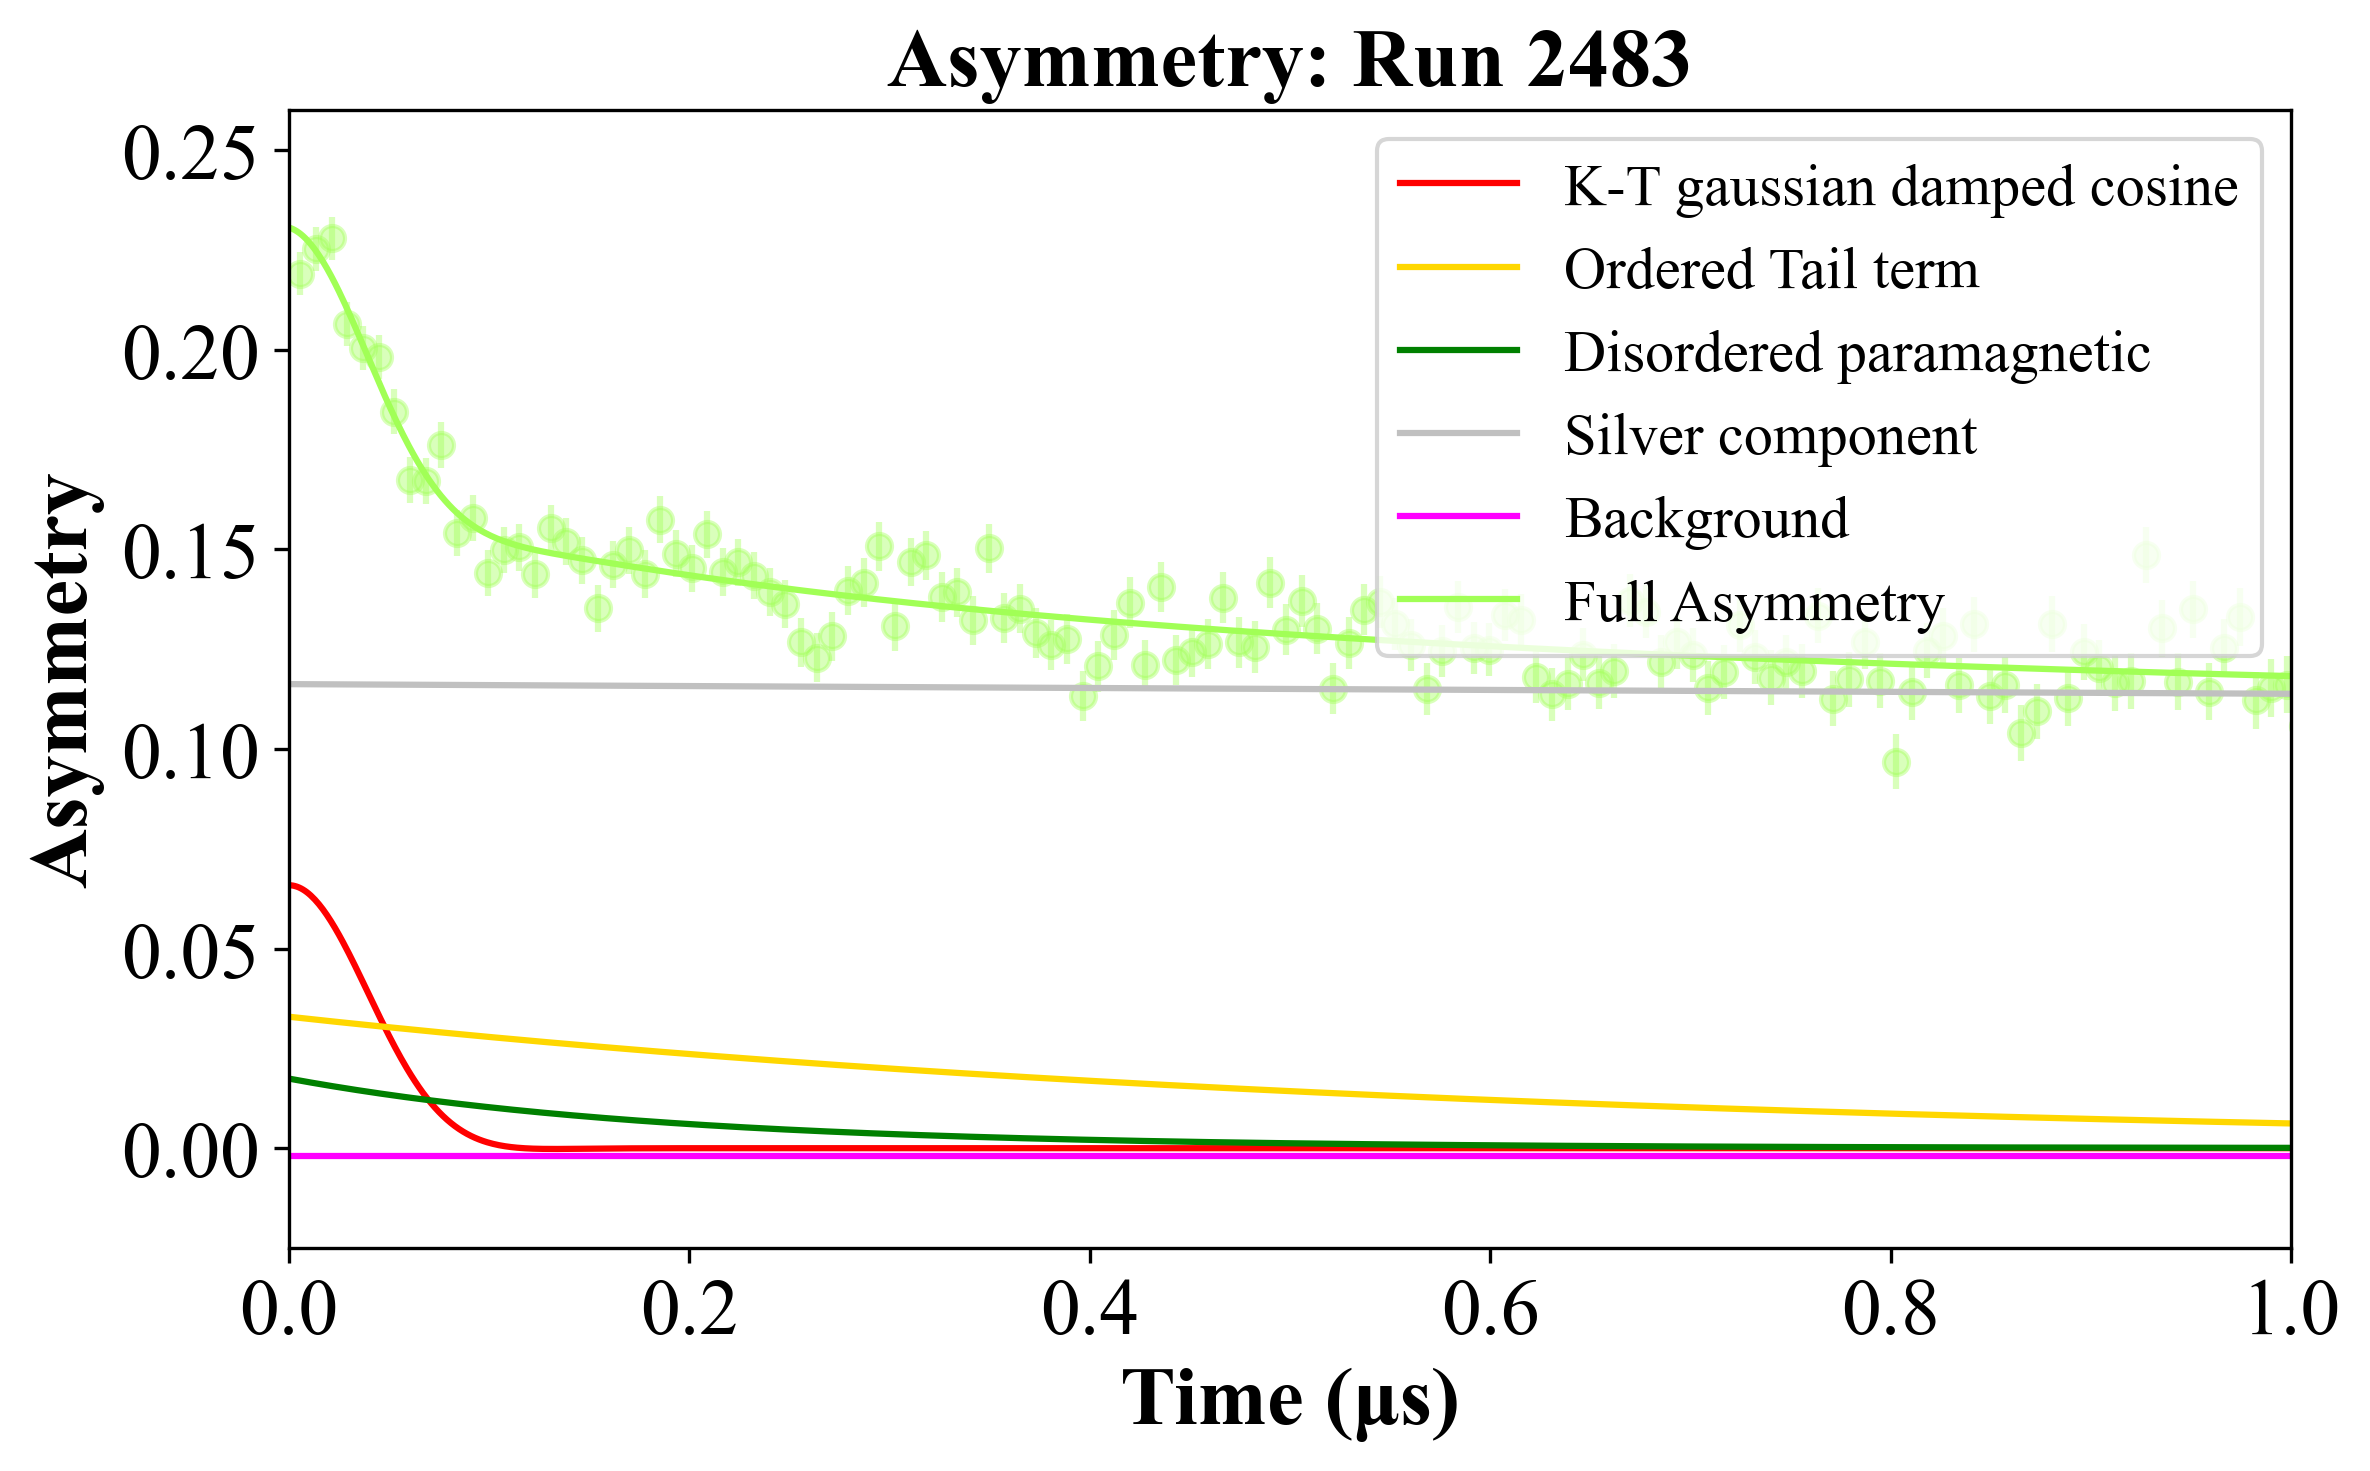 Asymmetry: Run 2483
0.25
0.20
0.15
0.10
0.05
0.00
Asymmetry
K-T gaussian damped cosine
Ordered Tail term
Disordered paramagnetic
Silver component
Background
Full Asymmetry
0.0 0.2 0.4 0.6 0.8 1.0
Time (μs)